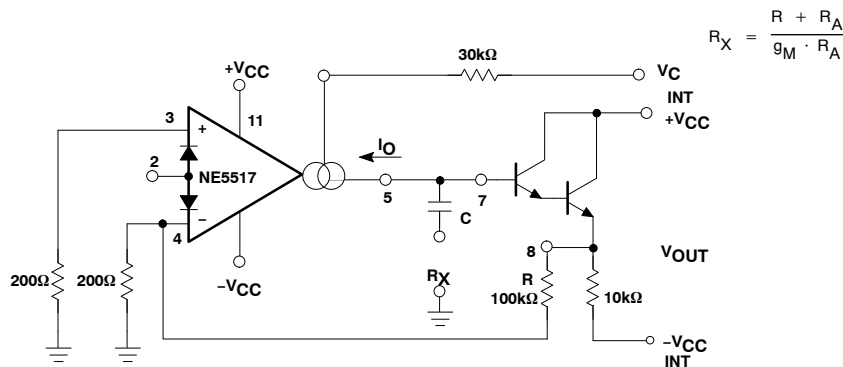 R + R_A
R_X = g_M · R_A
30kΩ
V_C
+V_CC
INT
+V_CC
3
11
+
I_O
2
NE5517
5
7
−
C
4
V_OUT
8
R_X
R
200Ω
200Ω
−V_CC
100kΩ
10kΩ
−V_CC
INT